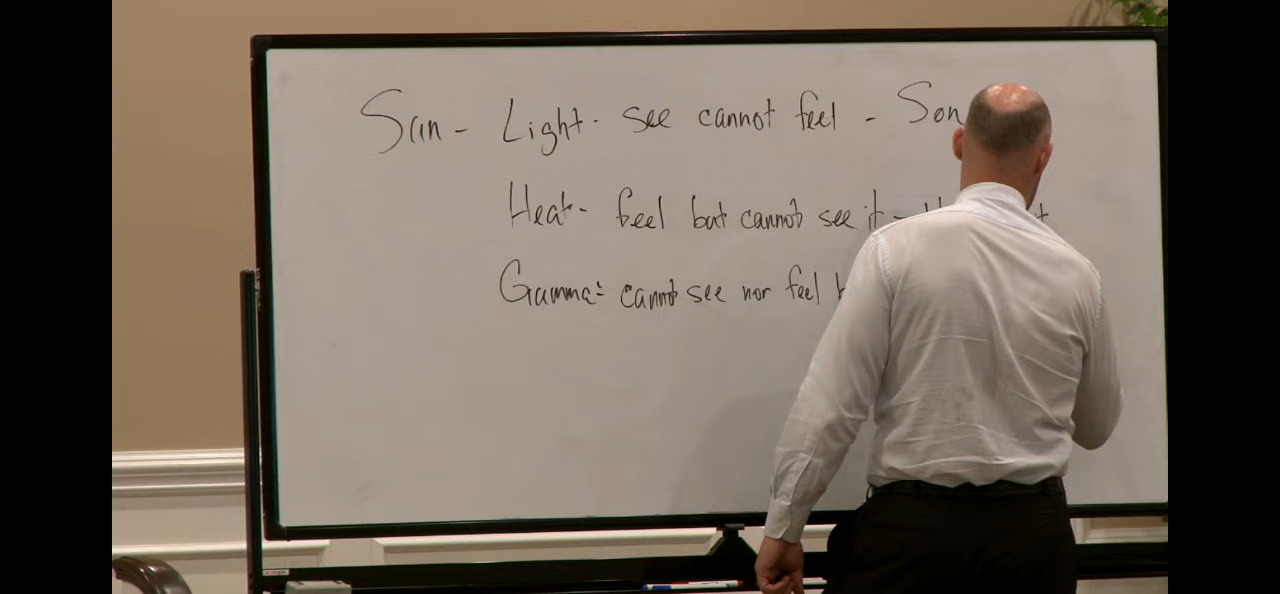 Sun - Light - see cannot feel - Son
Heat - feel but cannot see it -
Gamma: cannot see nor feel